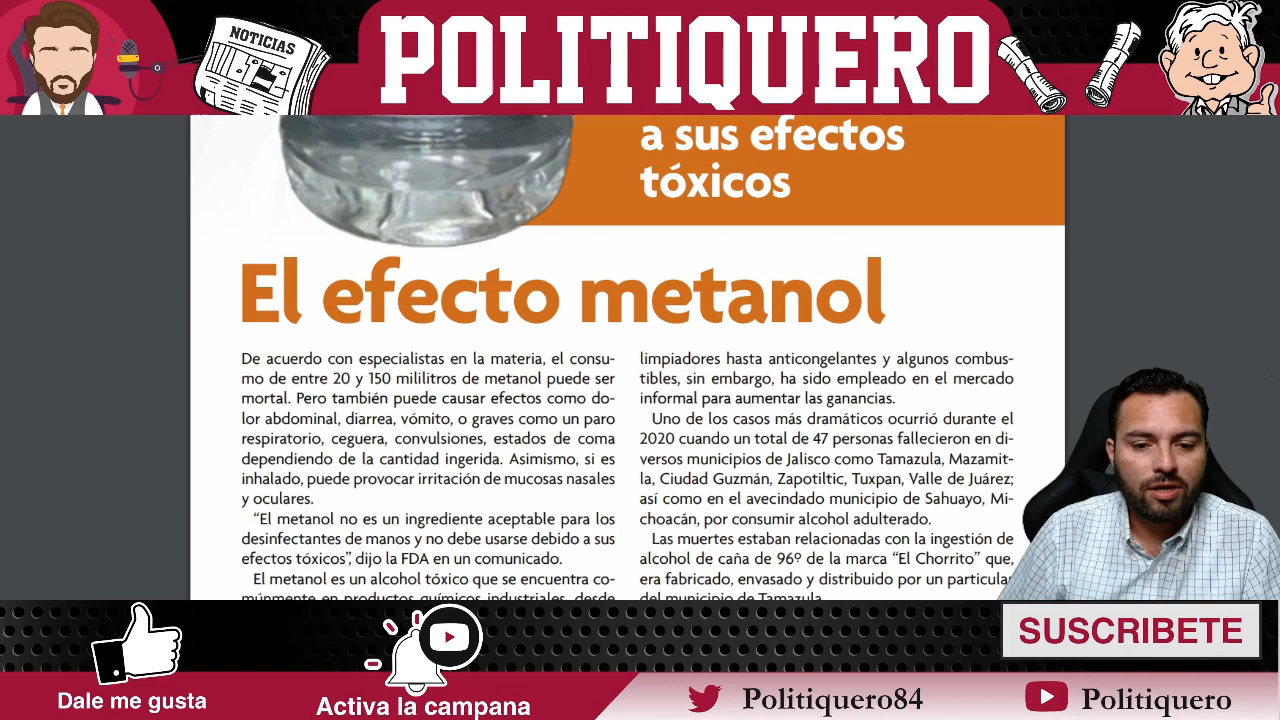 NOTICIAS
POLITIQUERO
a sus efectos
tóxicos
El efecto metanol
De acuerdo con especialistas en la materia, el consu-
mo de entre 20 y 150 mililitros de metanol puede ser
mortal. Pero también puede causar efectos como do-
lor abdominal, diarrea, vómito, o graves como un paro
respiratorio, ceguera, convulsiones, estados de coma
dependiendo de la cantidad ingerida. Asimismo, si es
inhalado, puede provocar irritación de mucosas nasales
y oculares.
“El metanol no es un ingrediente aceptable para los
desinfectantes de manos y no debe usarse debido a sus
efectos tóxicos”, dijo la FDA en un comunicado.
El metanol es un alcohol tóxico que se encuentra co-
múnmente en productos químicos industriales, desde
limpiadores hasta anticongelantes y algunos combus-
tibles, sin embargo, ha sido empleado en el mercado
informal para aumentar las ganancias.
Uno de los casos más dramáticos ocurrió durante el
2020 cuando un total de 47 personas fallecieron en di-
versos municipios de Jalisco como Tamazula, Mazamit-
la, Ciudad Guzmán, Zapotiltic, Tuxpan, Valle de Juárez;
así como en el avecindado municipio de Sahuayo, Mi-
choacán, por consumir alcohol adulterado.
Las muertes estaban relacionadas con la ingestión de
alcohol de caña de 96º de la marca “El Chorrito” que,
era fabricado, envasado y distribuido por un particular
del municipio de Tamazula
SUSCRIBETE
Dale me gusta
Activa la campana
Politiquero84
Politiquero